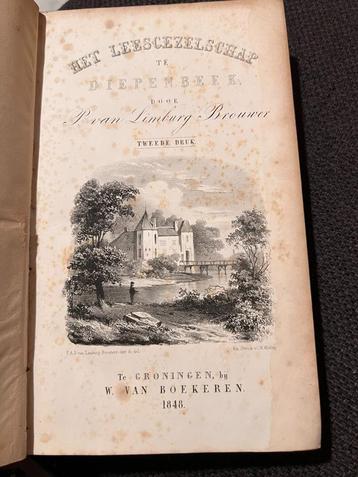 HET LEESGEZELSCHAP
TE
DIEPENBEEK,
DOOR
P. van Limburg Brouwer
TWEEDE DRUK.
Te GRONINGEN, bij
W. VAN BOEKEREN.
1848.